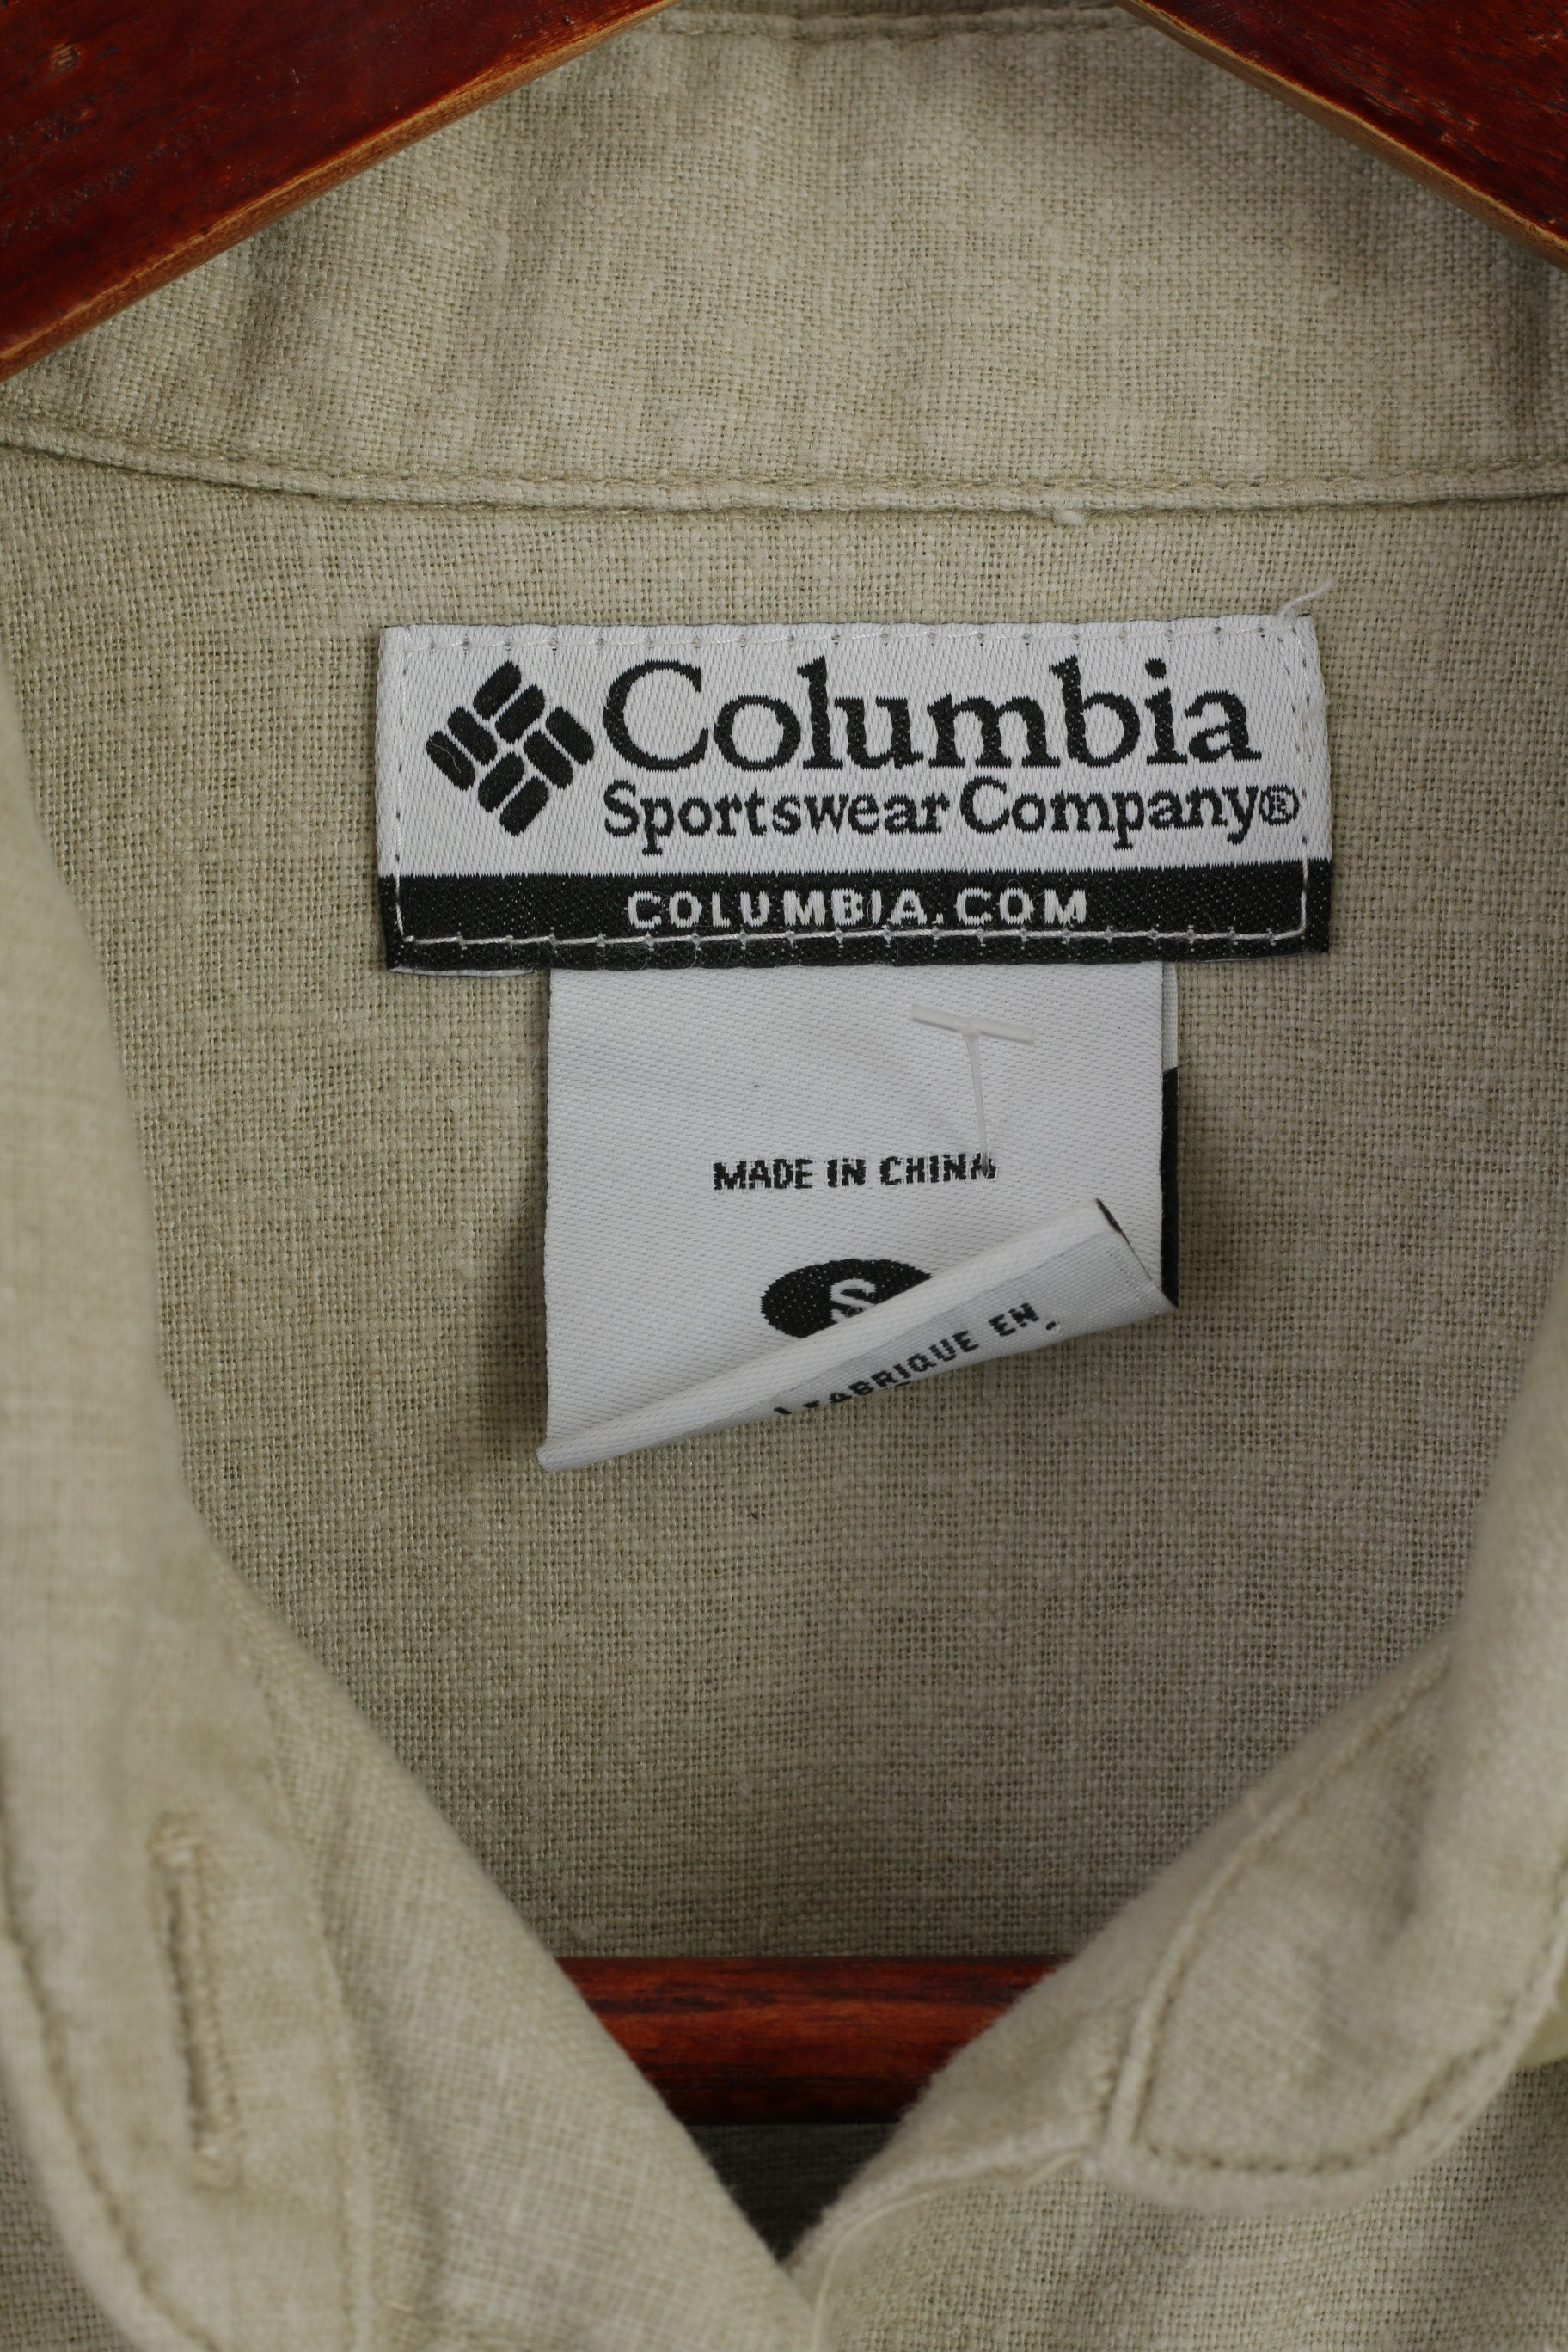 Columbia
Sportswear Company®
COLUMBIA.COM
MADE IN CHINA
S
FABRIQUE EN